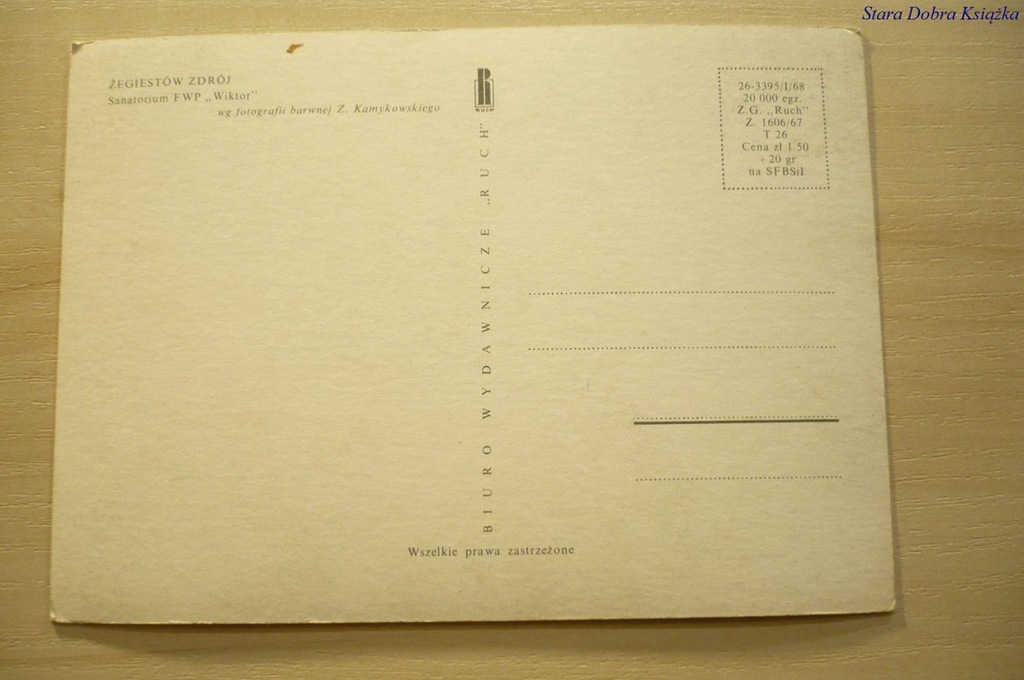 Stara Dobra Książka
ŻEGIESTÓW ZDRÓJ
Sanatorium FWP „Wiktor"
wg fotografii barwnej Z. Kamykowskiego
R
RUCH
BIURO WYDAWNICZE „RUCH"
26-3395/I/68
20 000 egz.
Z.G. „Ruch"
Z. 1606/67
T 26
Cena zł 1.50
+ 20 gr
na SFBSiI
Wszelkie prawa zastrzeżone